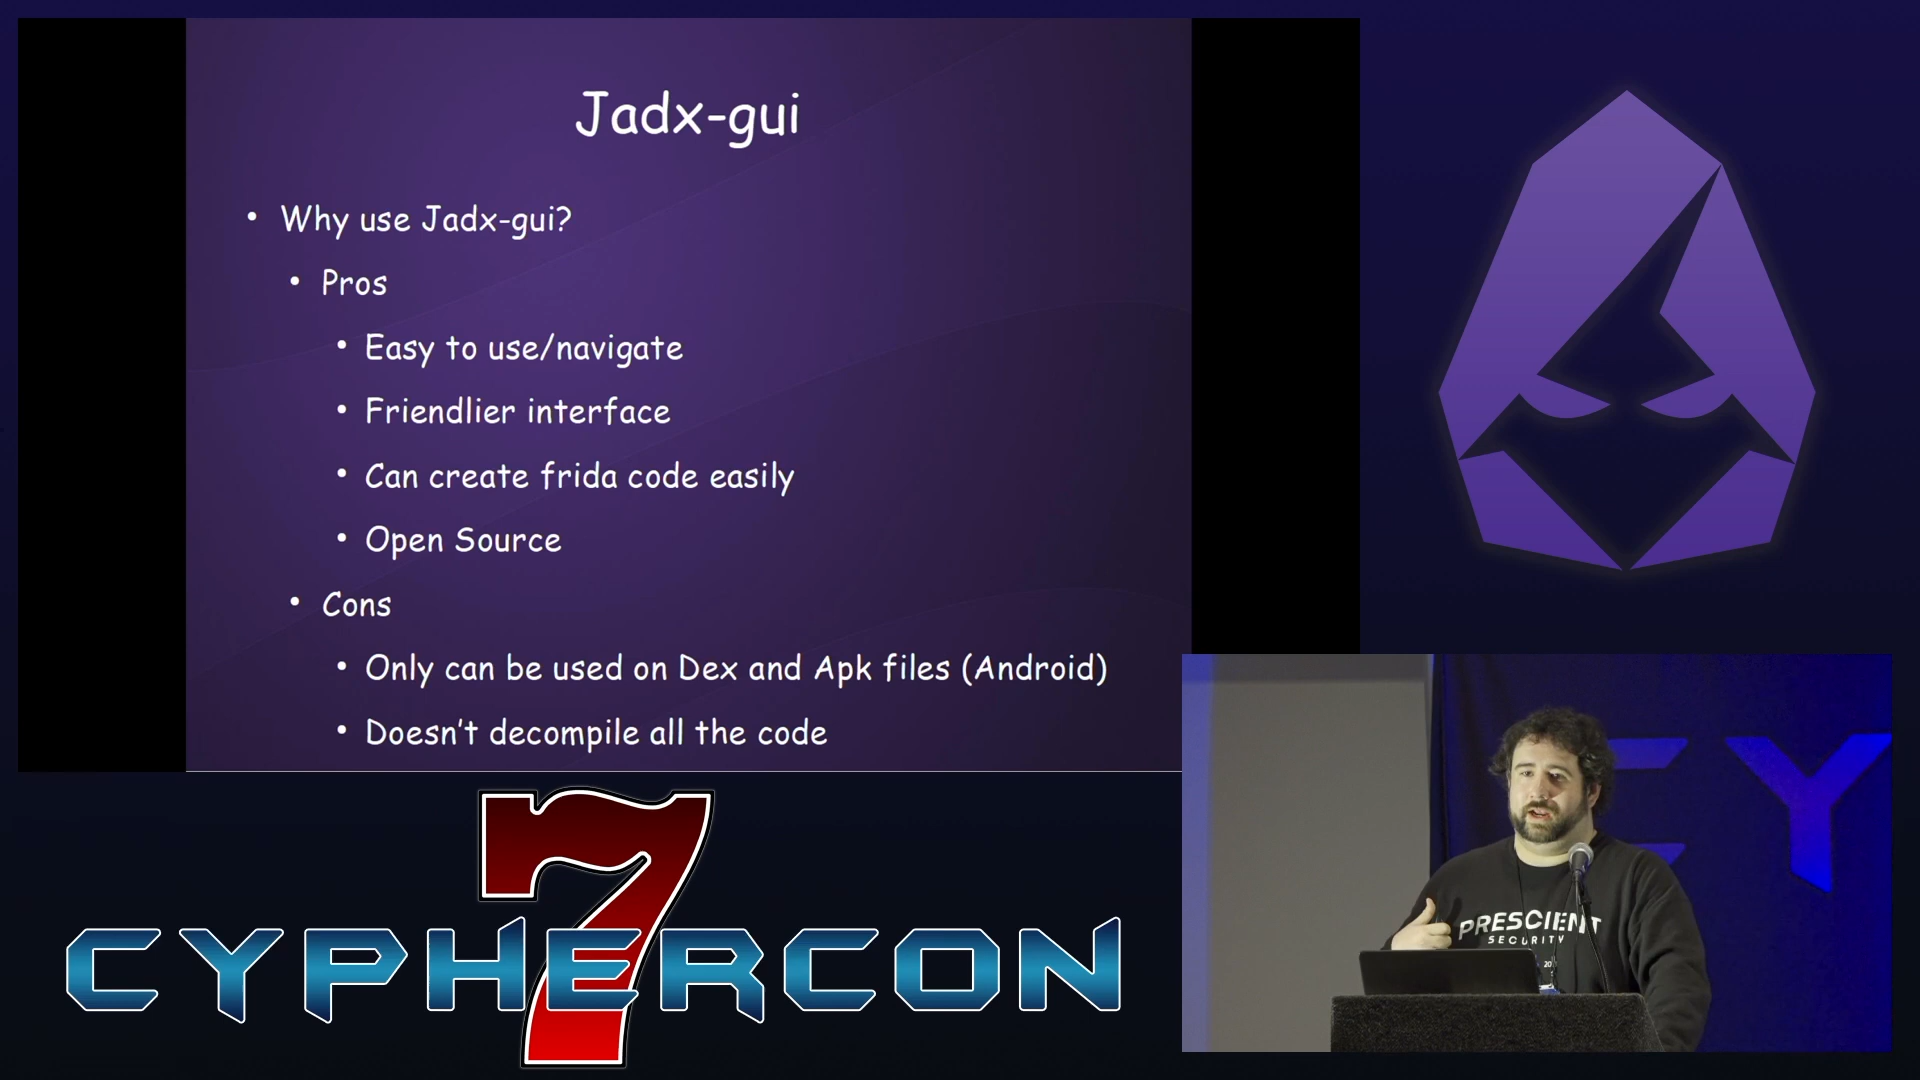 Jadx-gui
• Why use Jadx-gui?
• Pros
• Easy to use/navigate
• Friendlier interface
• Can create frida code easily
• Open Source
• Cons
• Only can be used on Dex and Apk files (Android)
• Doesn't decompile all the code
7
CYPHERCON
PRESCIENT
SECURITY
Y